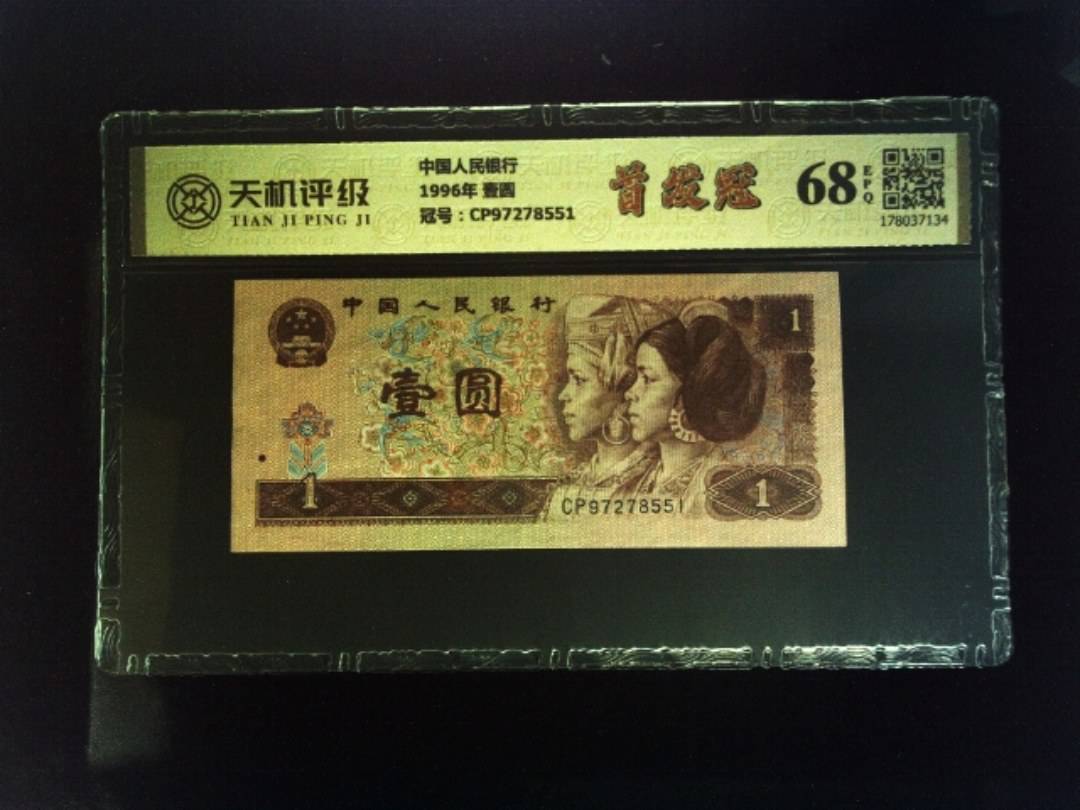 天机评级
TIAN JI PING JI
中国人民银行
1996年 壹圆
冠号：CP97278551
首发冠
68
EPQ
178037134
中国人民银行
1
壹圆
1
CP97278551
1